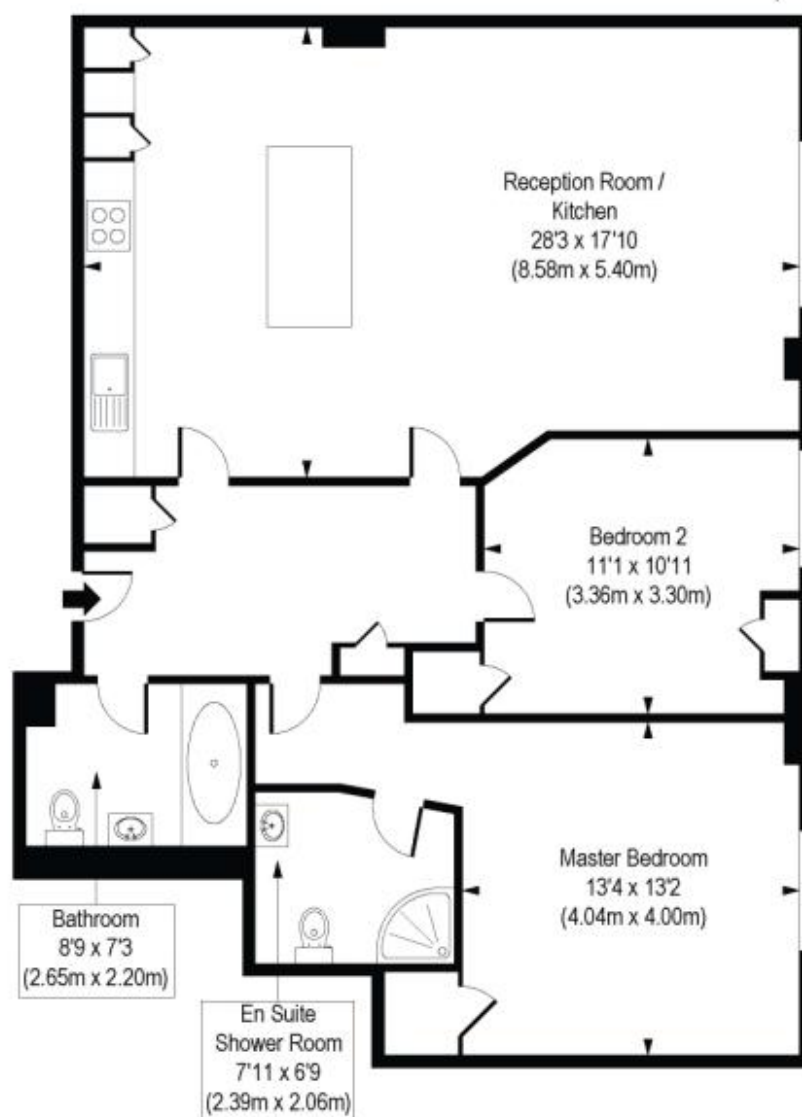 Reception Room /
Kitchen
28'3 x 17'10
(8.58m x 5.40m)
Bedroom 2
11'1 x 10'11
(3.36m x 3.30m)
Master Bedroom
13'4 x 13'2
(4.04m x 4.00m)
Bathroom
8'9 x 7'3
(2.65m x 2.20m)
En Suite
Shower Room
7'11 x 6'9
(2.39m x 2.06m)